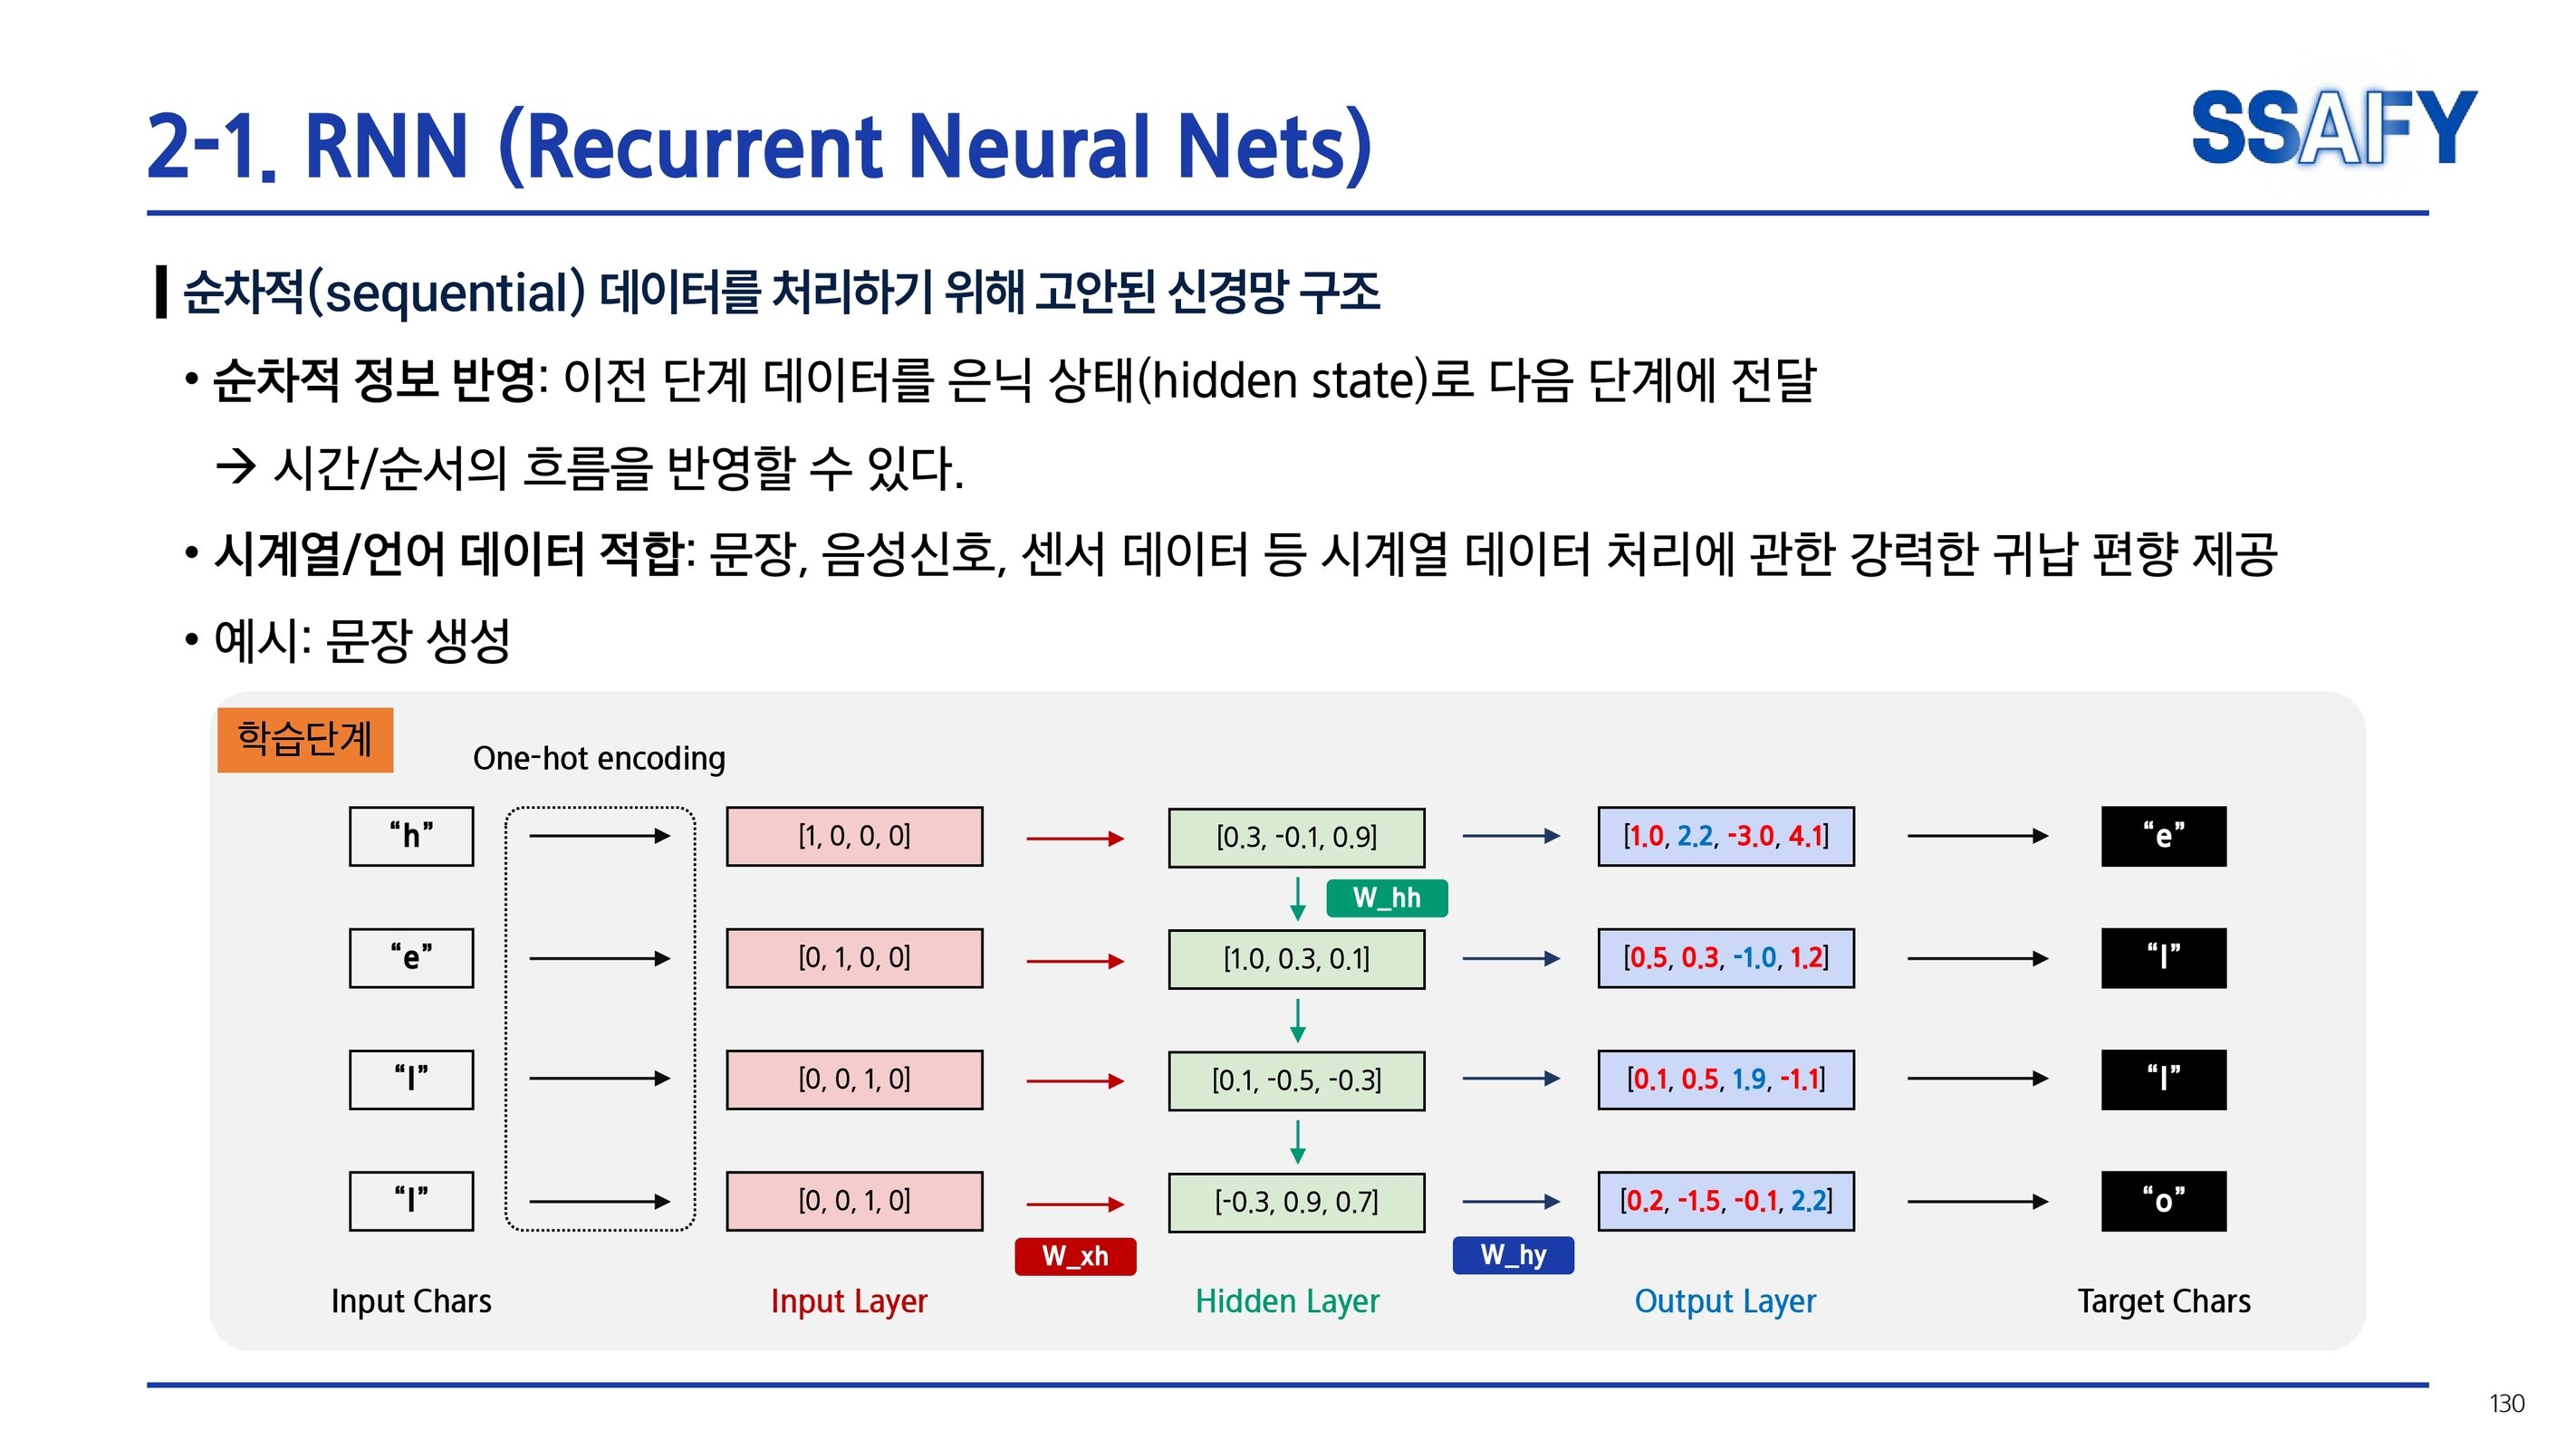 2-1. RNN (Recurrent Neural Nets)
SSAFY
순차적(sequential) 데이터를 처리하기 위해 고안된 신경망 구조
• 순차적 정보 반영: 이전 단계 데이터를 은닉 상태(hidden state)로 다음 단계에 전달
→ 시간/순서의 흐름을 반영할 수 있다.
• 시계열/언어 데이터 적합: 문장, 음성신호, 센서 데이터 등 시계열 데이터 처리에 관한 강력한 귀납 편향 제공
• 예시: 문장 생성
학습단계
One-hot encoding
“h” [1, 0, 0, 0] [0.3, -0.1, 0.9] [1.0, 2.2, -3.0, 4.1] “e”
W_hh
“e” [0, 1, 0, 0] [1.0, 0.3, 0.1] [0.5, 0.3, -1.0, 1.2] “l”
“l” [0, 0, 1, 0] [0.1, -0.5, -0.3] [0.1, 0.5, 1.9, -1.1] “l”
“l” [0, 0, 1, 0] [-0.3, 0.9, 0.7] [0.2, -1.5, -0.1, 2.2] “o”
W_xh W_hy
Input Chars Input Layer Hidden Layer Output Layer Target Chars
130